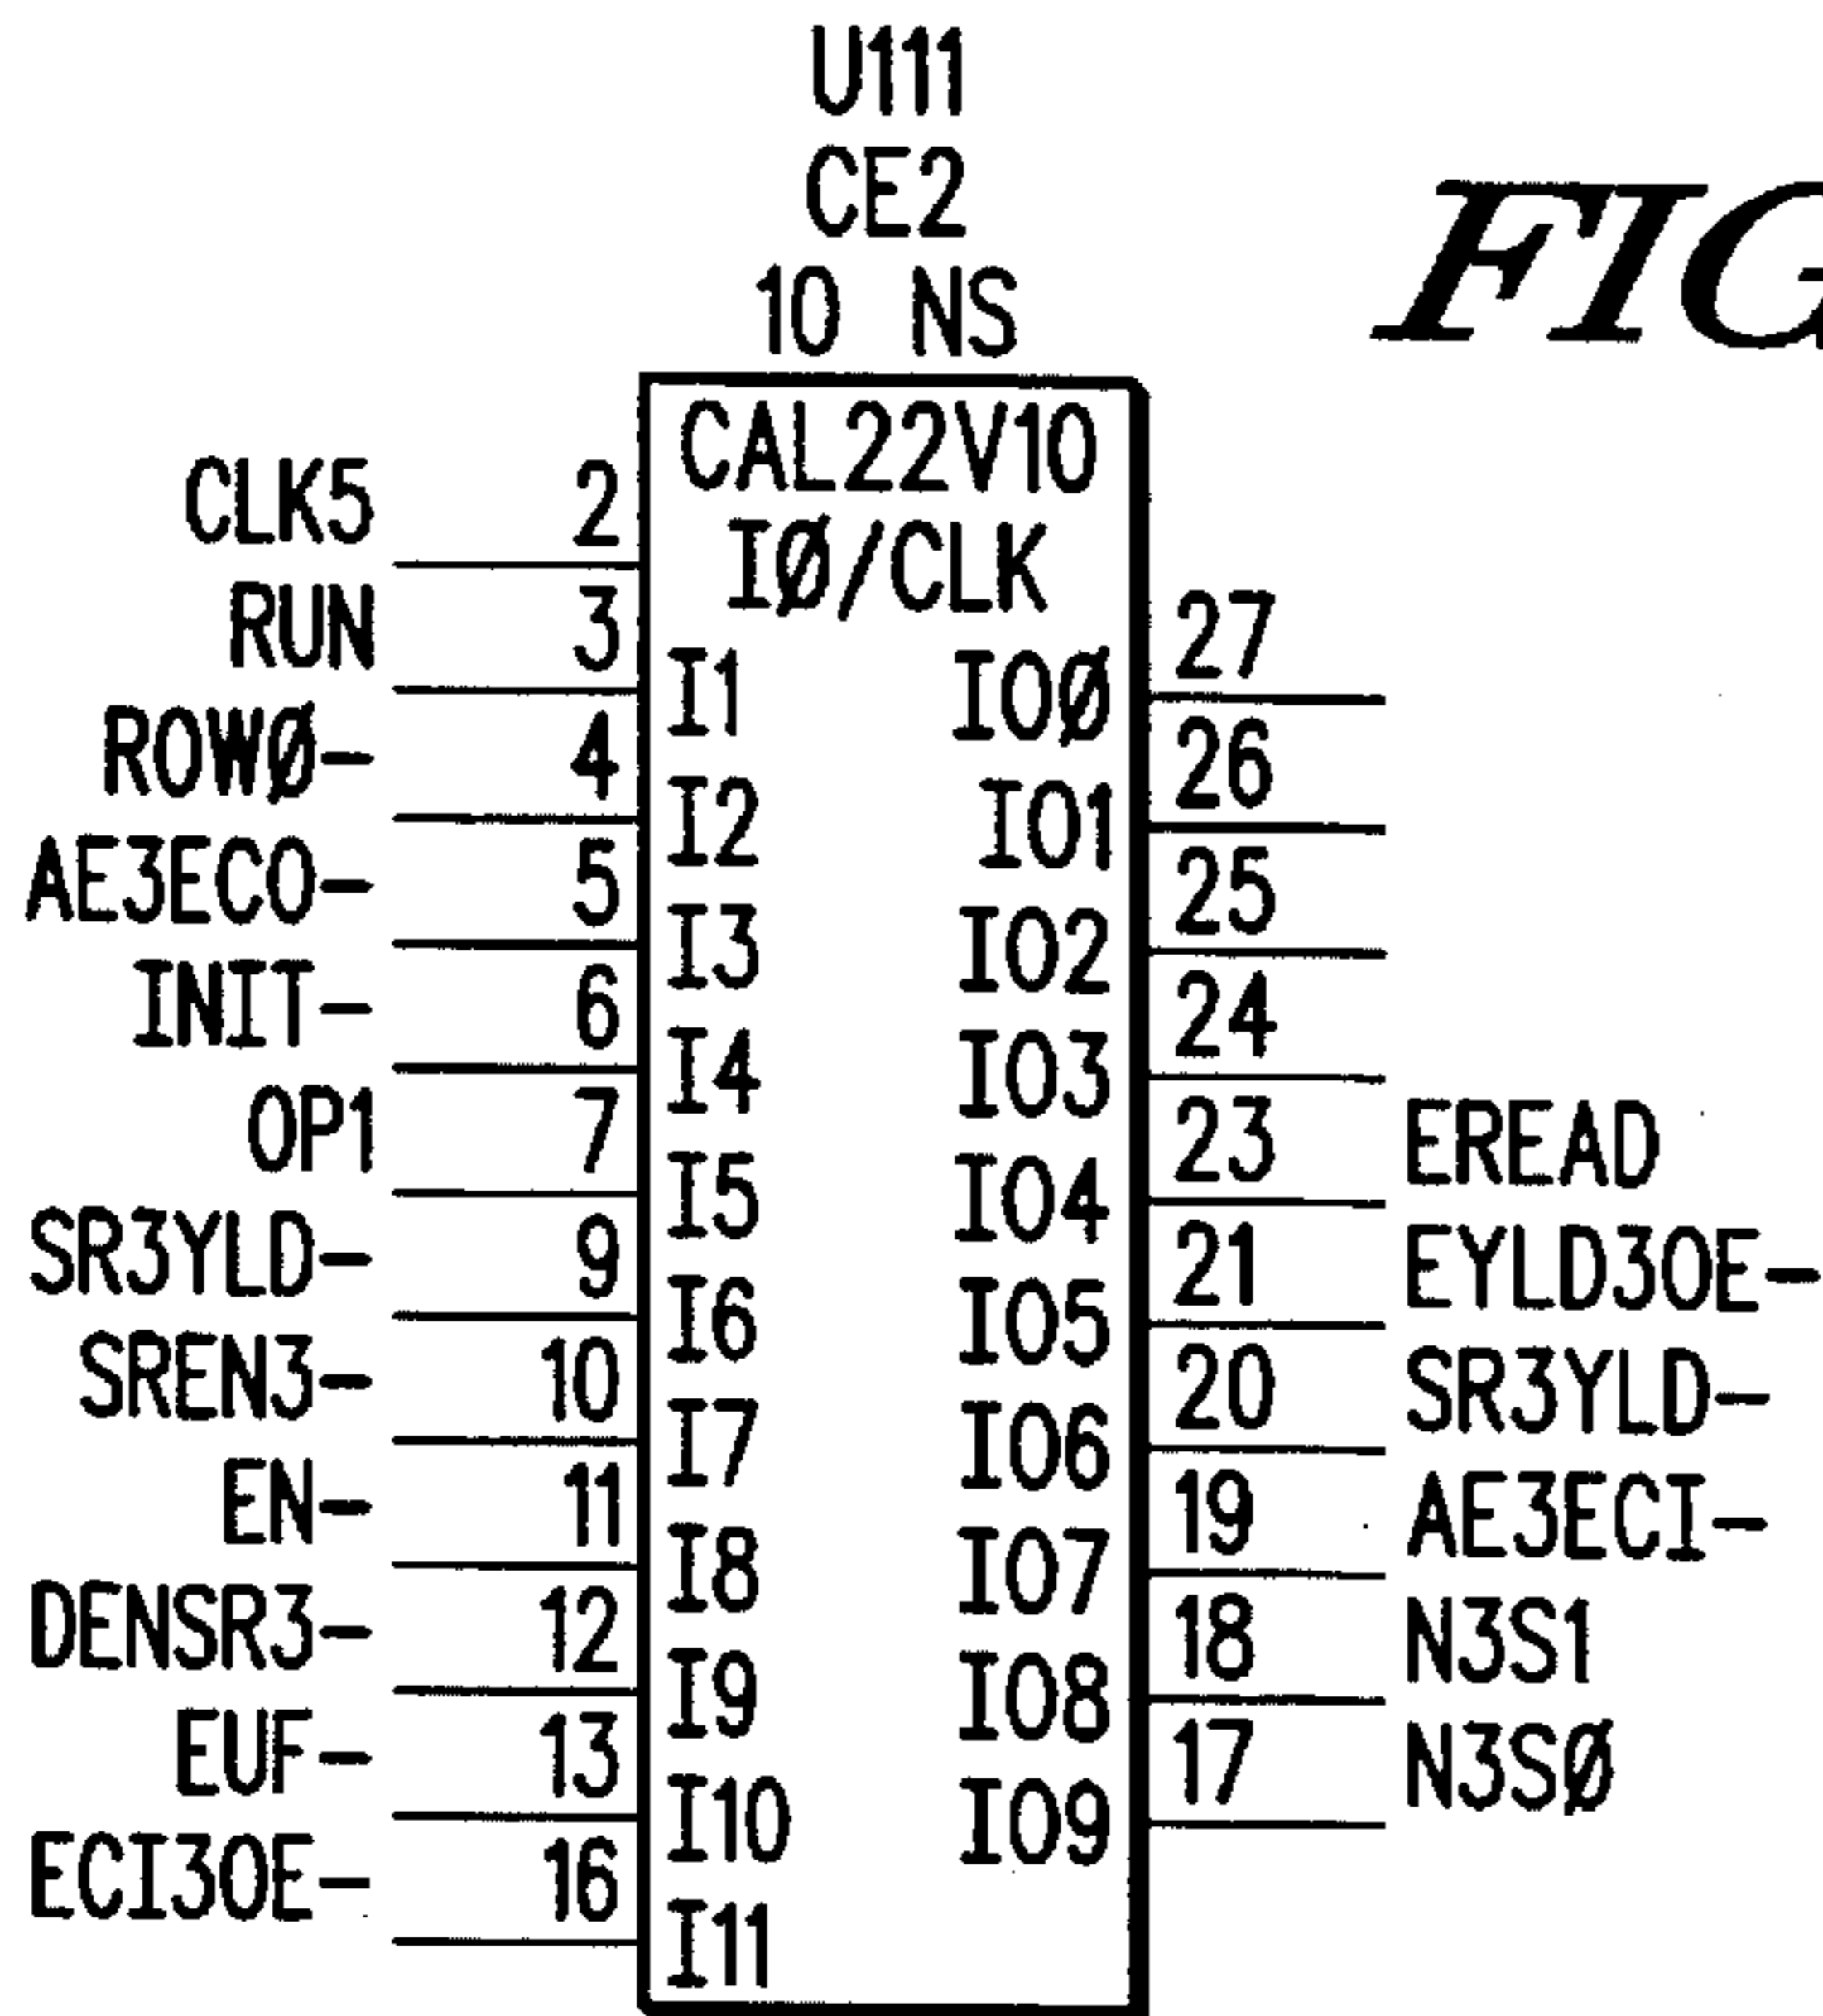 U111
CE2
10 NS
FIG
CAL22V10
CLK5 2 IØ/CLK
RUN 3 I1 IOØ 27
ROWØ- 4 I2 IO1 26
AE3ECO- 5 I3 IO2 25
INIT- 6 I4 IO3 24
OP1 7 I5 IO4 23 EREAD
SR3YLD- 9 I6 IO5 21 EYLD3OE-
SREN3- 10 I7 IO6 20 SR3YLD-
EN- 11 I8 IO7 19 AE3ECI-
DENSR3- 12 I9 IO8 18 N3S1
EUF- 13 I10 IO9 17 N3SØ
ECI3OE- 16 I11